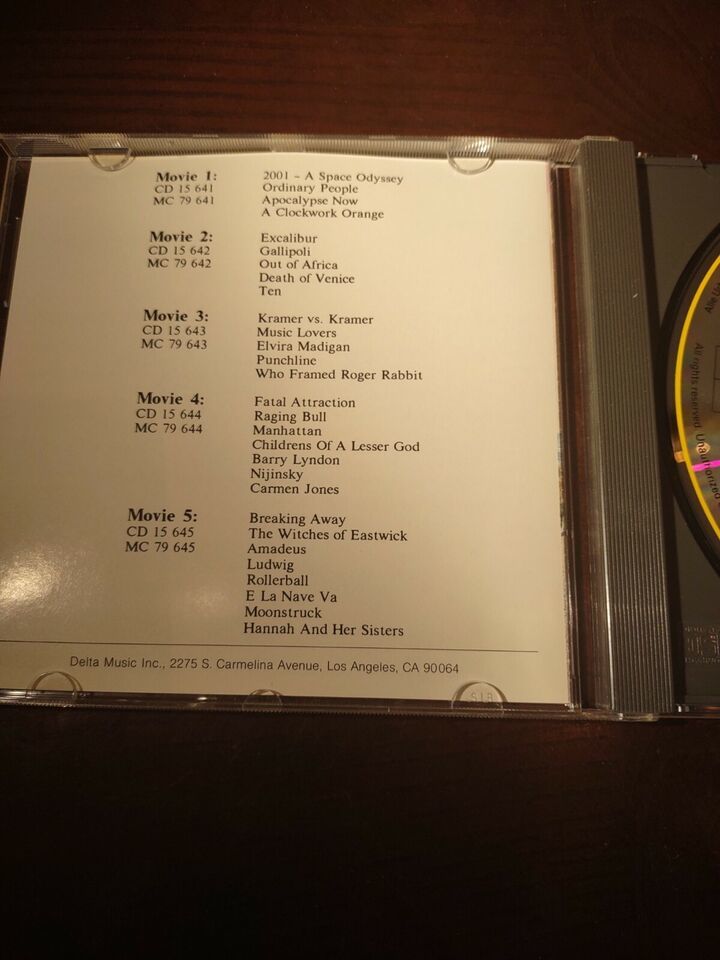 Movie 1: 2001 - A Space Odyssey
CD 15 641 Ordinary People
MC 79 641 Apocalypse Now
A Clockwork Orange
Movie 2: Excalibur
CD 15 642 Gallipoli
MC 79 642 Out of Africa
Death of Venice
Ten
Movie 3: Kramer vs. Kramer
CD 15 643 Music Lovers
MC 79 643 Elvira Madigan
Punchline
Who Framed Roger Rabbit
Movie 4: Fatal Attraction
CD 15 644 Raging Bull
MC 79 644 Manhattan
Childrens Of A Lesser God
Barry Lyndon
Nijinsky
Carmen Jones
Movie 5: Breaking Away
CD 15 645 The Witches of Eastwick
MC 79 645 Amadeus
Ludwig
Rollerball
E La Nave Va
Moonstruck
Hannah And Her Sisters
Delta Music Inc., 2275 S. Carmelina Avenue, Los Angeles, CA 90064
All rights reserved. Unauthorized